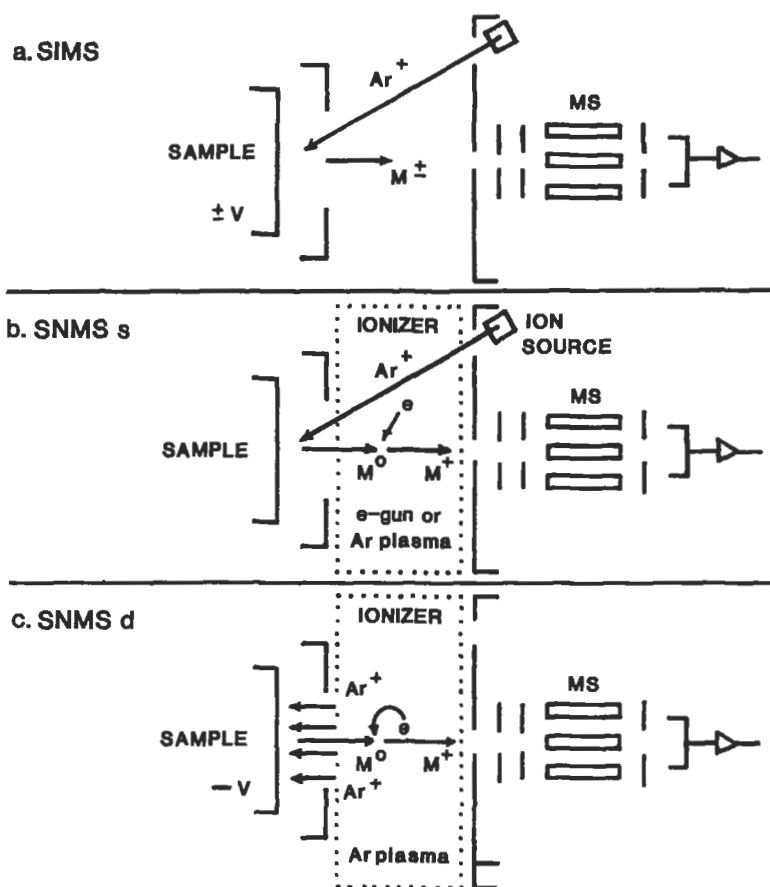 a. SIMS
Ar+
MS
SAMPLE
M±
± V
b. SNMS s
IONIZER
ION
SOURCE
Ar+
e
MS
SAMPLE
M⁰
M+
e-gun or
Ar plasma
c. SNMS d
IONIZER
Ar+
MS
SAMPLE
e
M⁰
M+
– V
Ar+
Ar plasma